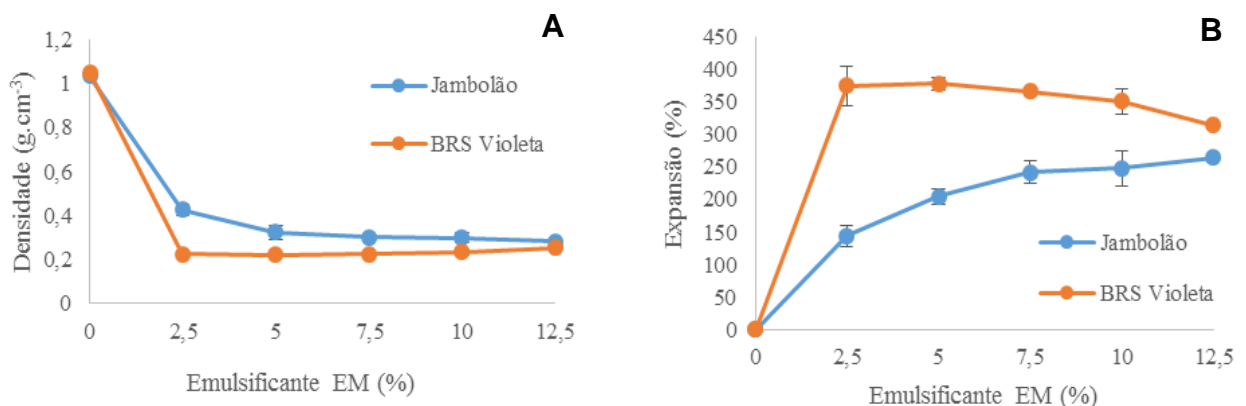 A
Densidade (g.cm-3)
1,2
1
0,8
0,6
0,4
0,2
0
Jambolão
BRS Violeta
0 2,5 5 7,5 10 12,5
Emulsificante EM (%)
B
Expansão (%)
450
400
350
300
250
200
150
100
50
0
Jambolão
BRS Violeta
0 2,5 5 7,5 10 12,5
Emulsificante EM (%)